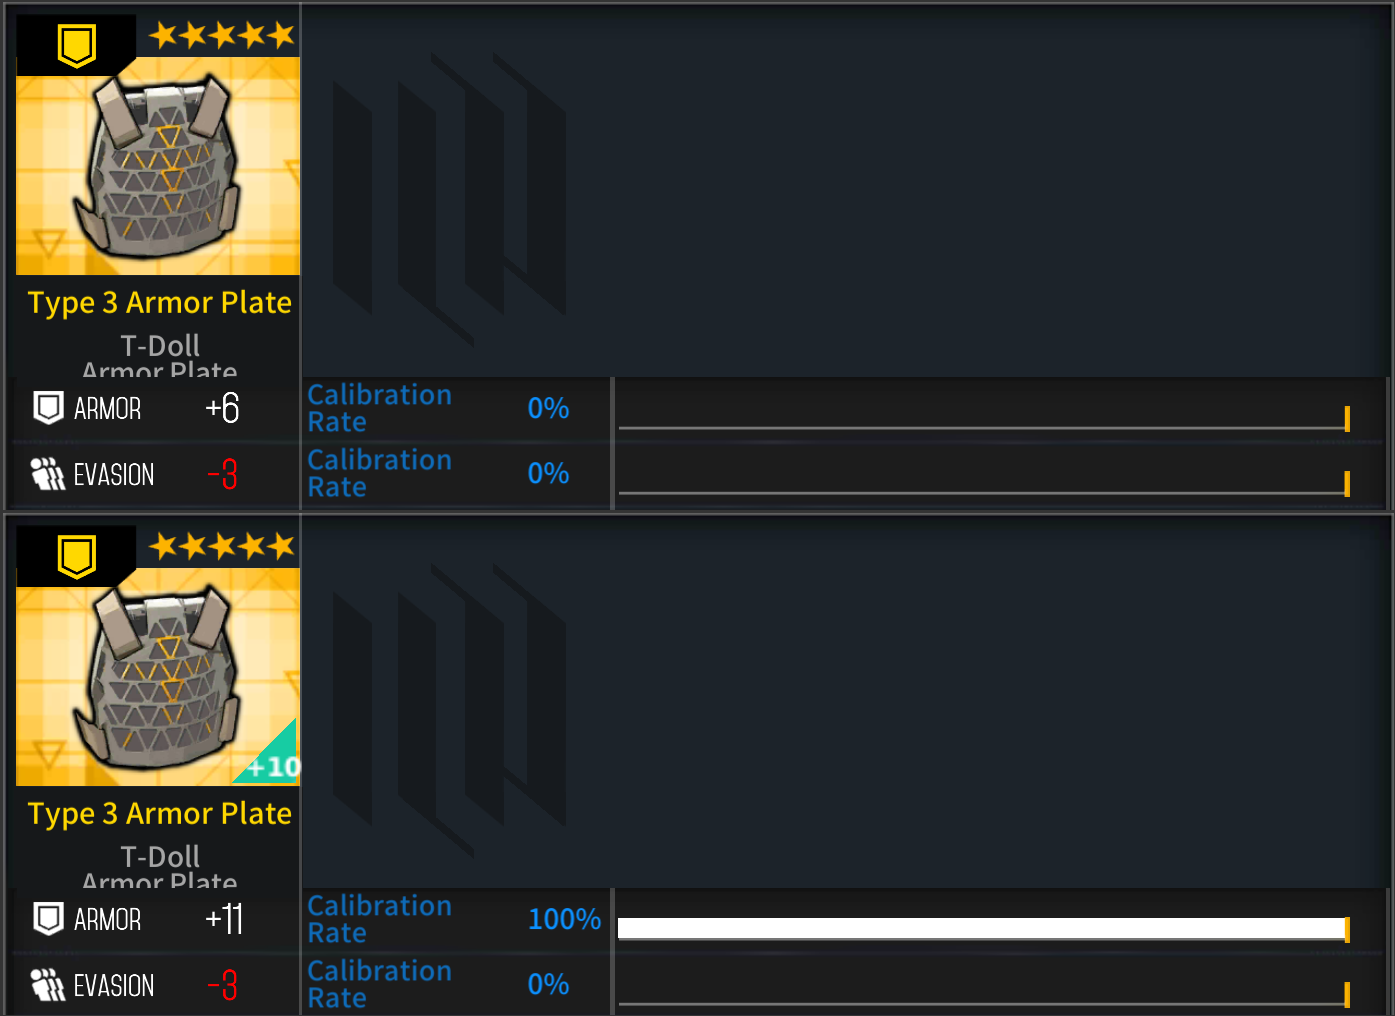 Type 3 Armor Plate
T-Doll
Armor Plate
ARMOR +6 Calibration Rate 0%
EVASION -3 Calibration Rate 0%
+10
Type 3 Armor Plate
T-Doll
Armor Plate
ARMOR +11 Calibration Rate 100%
EVASION -3 Calibration Rate 0%